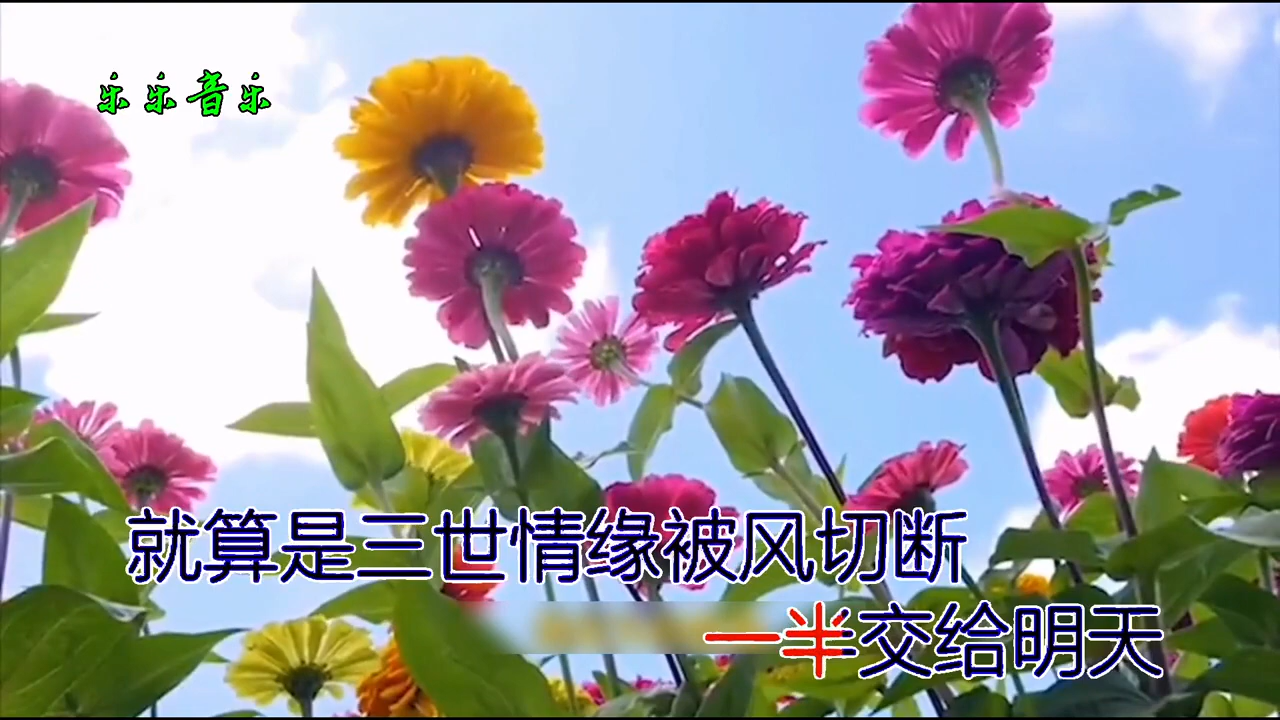 乐乐音乐
就算是三世情缘被风切断
一半交给明天